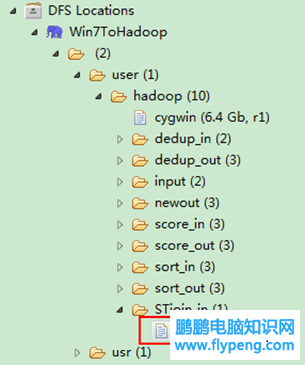 DFS Locations
Win7ToHadoop
(2)
user (1)
hadoop (10)
cygwin (6.4 Gb, r1)
dedup_in (2)
dedup_out (3)
input (2)
newout (3)
score_in (3)
score_out (3)
sort_in (3)
sort_out (3)
STjoin_in (1)
usr (1)
鹏鹏电脑知识网
www.flypeng.com